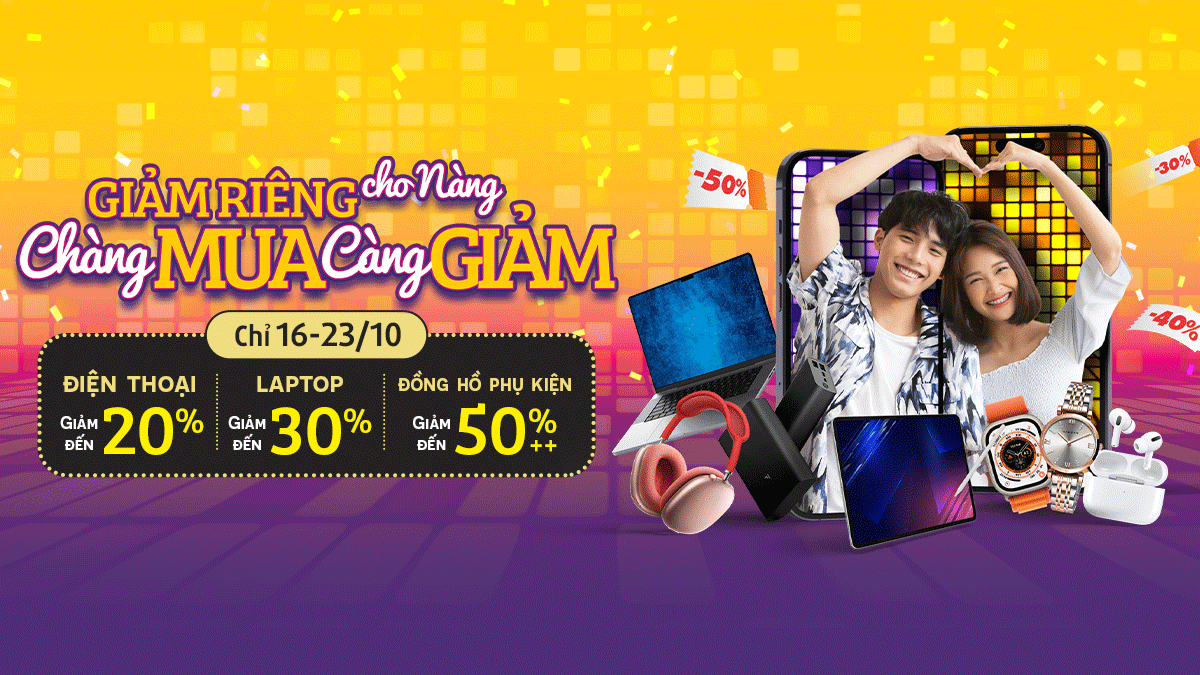 GIẢM RIÊNG cho Nàng
Chàng MUA Càng GIẢM
Chỉ 16-23/10
ĐIỆN THOẠI
GIẢM ĐẾN 20%
LAPTOP
GIẢM ĐẾN 30%
ĐỒNG HỒ PHỤ KIỆN
GIẢM ĐẾN 50%++
-50%
-30%
-40%